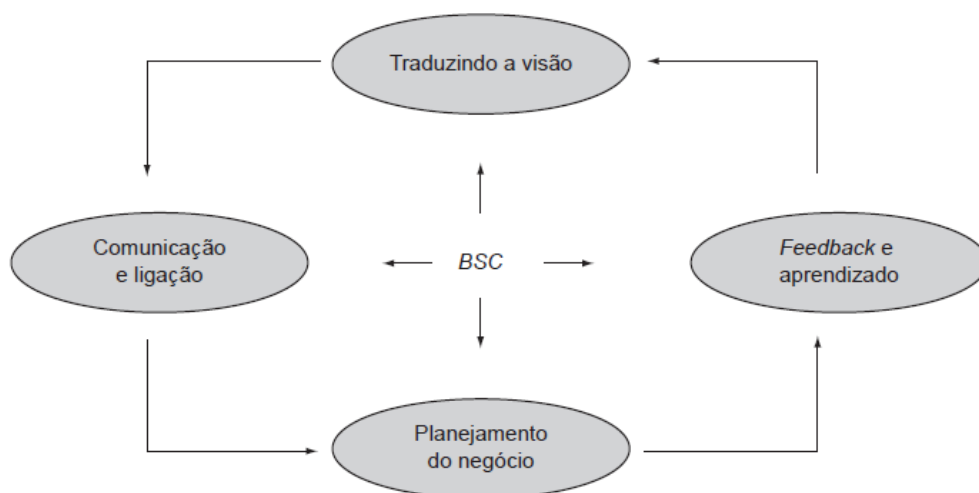 Traduzindo a visão
Comunicação
e ligação
BSC
Feedback e
aprendizado
Planejamento
do negócio